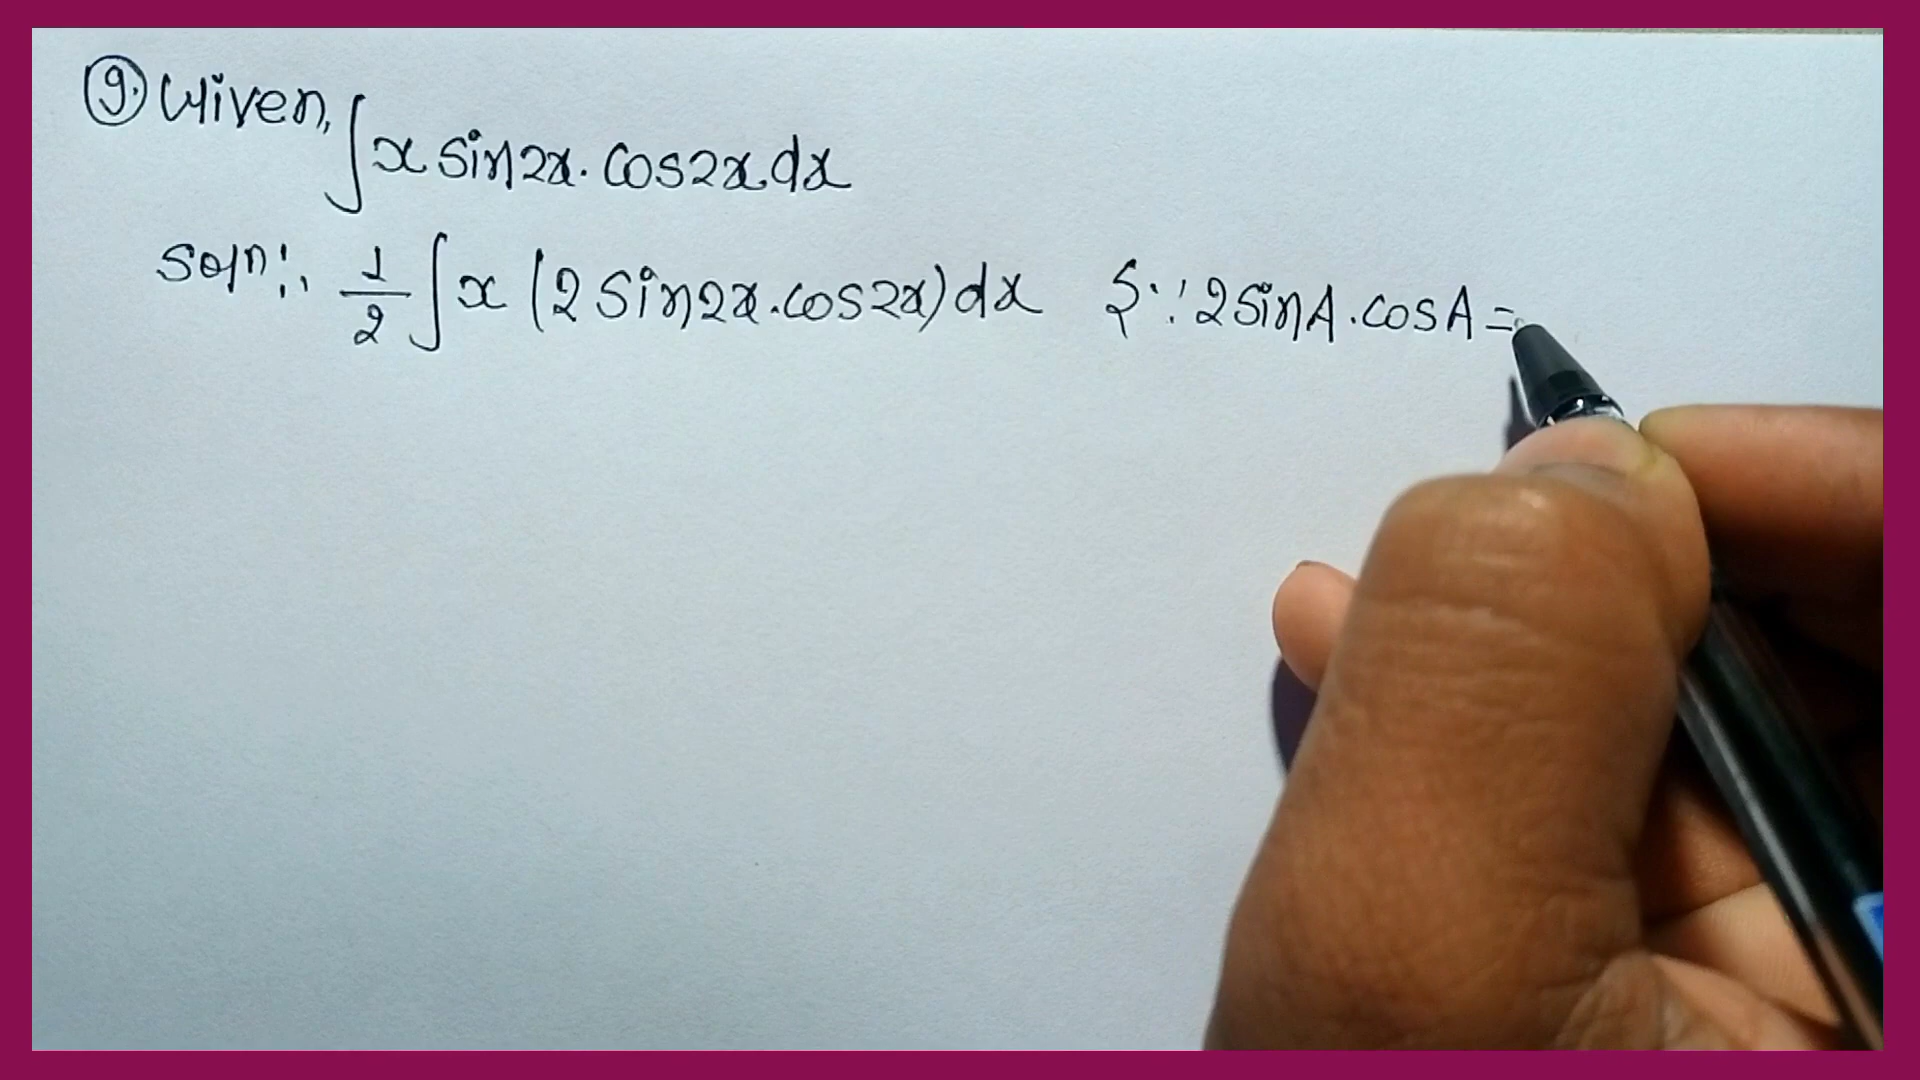 9. Given, ∫x sin2x.cos2x.dx
Soln:. 1/2 ∫x (2 sin2x.cos2x)dx {∵ 2sinA.cosA =